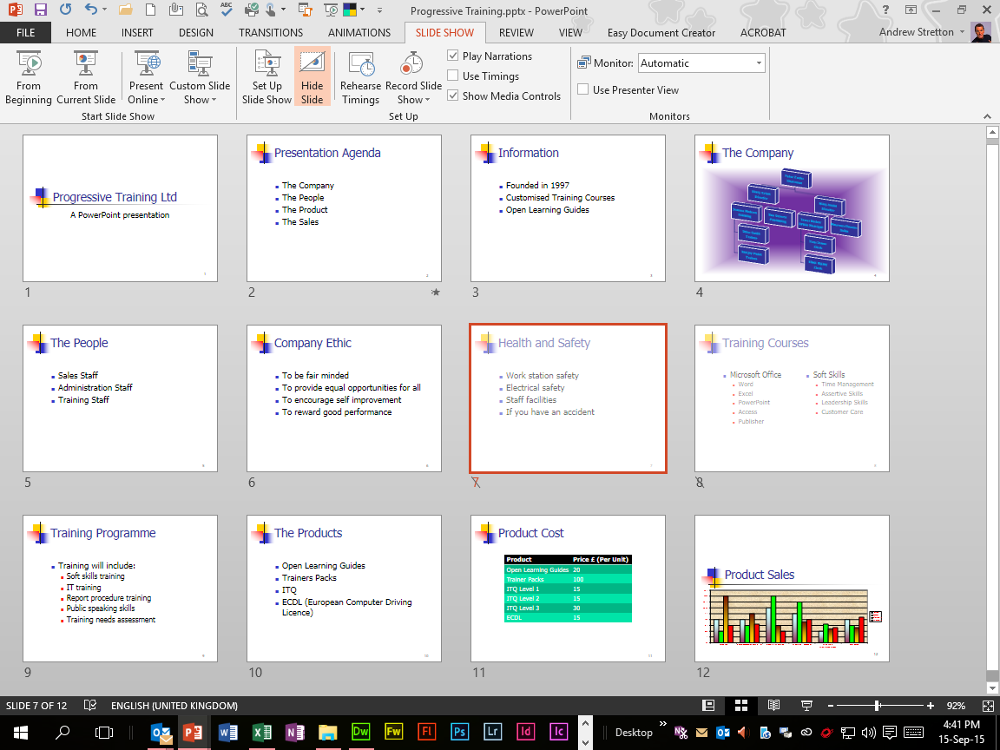 Progressive Training.pptx - PowerPoint
FILE HOME INSERT DESIGN TRANSITIONS ANIMATIONS SLIDE SHOW REVIEW VIEW Easy Document Creator ACROBAT Andrew Stretton
From Beginning
From Current Slide
Present Online
Custom Slide Show
Set Up Slide Show
Hide Slide
Rehearse Timings
Record Slide Show
Play Narrations
Use Timings
Show Media Controls
Monitor: Automatic
Use Presenter View
Start Slide Show Set Up Monitors
Progressive Training Ltd
A PowerPoint presentation
1
Presentation Agenda
The Company
The People
The Product
The Sales
2
Information
Founded in 1997
Customised Training Courses
Open Learning Guides
3
The Company
4
The People
Sales Staff
Administration Staff
Training Staff
5
Company Ethic
To be fair minded
To provide equal opportunities for all
To encourage self improvement
To reward good performance
6
Health and Safety
Work station safety
Electrical safety
Staff facilities
If you have an accident
7
Training Courses
Microsoft Office
Word
Excel
PowerPoint
Access
Publisher
Soft Skills
Time Management
Assertive Skills
Leadership Skills
Customer Care
8
Training Programme
Training will include:
Soft skills training
IT training
Report procedure training
Public speaking skills
Training needs assessment
9
The Products
Open Learning Guides
Trainers Packs
ITQ
ECDL (European Computer Driving
Licence)
10
Product Cost
Product Price £ (Per Unit)
Open Learning Guides 20
Trainer Packs 100
ITQ Level 1 15
ITQ Level 2 15
ITQ Level 3 30
ECDL 15
11
Product Sales
12
SLIDE 7 OF 12 ENGLISH (UNITED KINGDOM) 92%
Dw Fw Fl Ps Lr Id Ic Desktop
4:41 PM
15-Sep-15